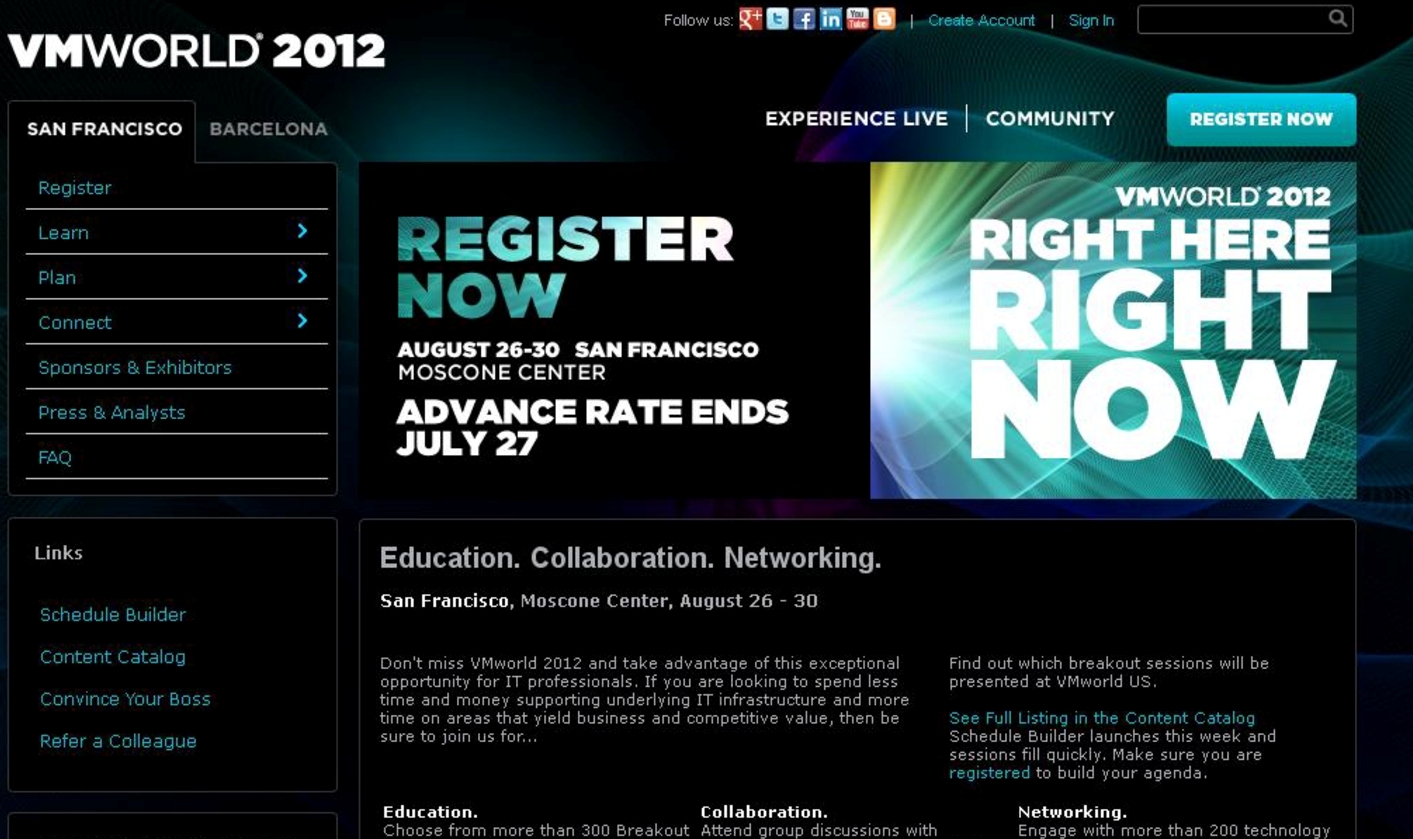 Follow us: | Create Account | Sign In
VMWORLD® 2012
SAN FRANCISCO BARCELONA
EXPERIENCE LIVE | COMMUNITY
REGISTER NOW
Register
Learn
Plan
Connect
Sponsors & Exhibitors
Press & Analysts
FAQ
REGISTER
NOW
AUGUST 26-30 SAN FRANCISCO
MOSCONE CENTER
ADVANCE RATE ENDS
JULY 27
VMWORLD® 2012
RIGHT HERE
RIGHT
NOW
Links
Schedule Builder
Content Catalog
Convince Your Boss
Refer a Colleague
Education. Collaboration. Networking.
San Francisco, Moscone Center, August 26 - 30
Don't miss VMworld 2012 and take advantage of this exceptional
opportunity for IT professionals. If you are looking to spend less
time and money supporting underlying IT infrastructure and more
time on areas that yield business and competitive value, then be
sure to join us for...
Find out which breakout sessions will be
presented at VMworld US.
See Full Listing in the Content Catalog
Schedule Builder launches this week and
sessions fill quickly. Make sure you are
registered to build your agenda.
Education.
Choose from more than 300 Breakout
Collaboration.
Attend group discussions with
Networking.
Engage with more than 200 technology